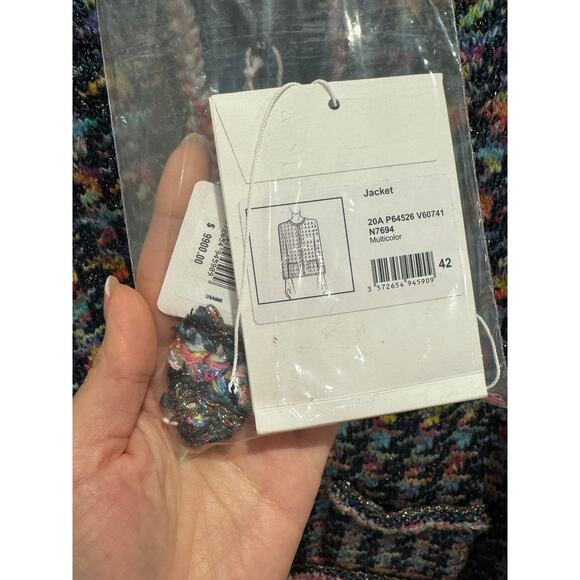 Jacket
20A P64526 V60741
N7694
Multicolor
42
3 572654 945909
$ 9900.00